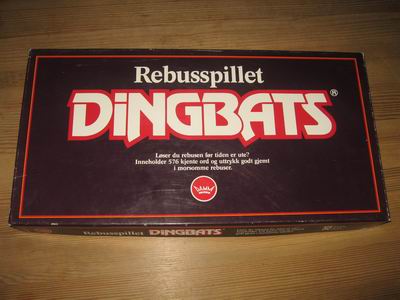 Rebusspillet
DiNGBATS®
Løser du rebusen før tiden er ute?
Inneholder 576 kjente ord og uttrykk godt gjemt
i morsomme rebuser.
DAMM
Rebusspillet DiNGBATS®